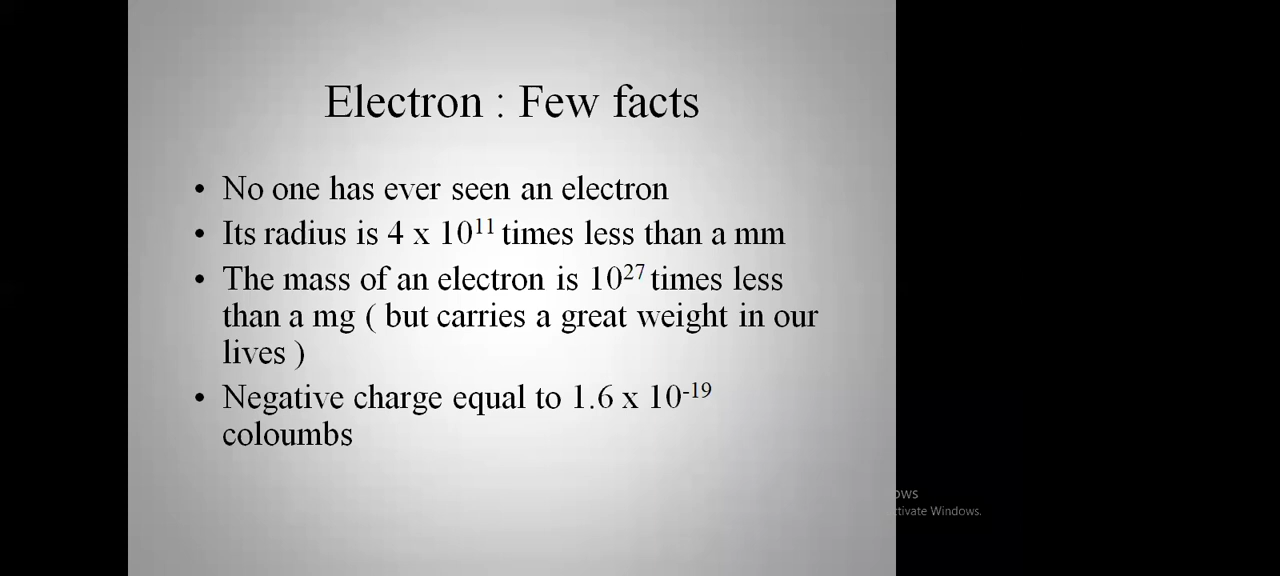 Electron : Few facts
• No one has ever seen an electron
• Its radius is 4 x 10¹¹ times less than a mm
• The mass of an electron is 10²⁷ times less
than a mg ( but carries a great weight in our
lives )
• Negative charge equal to 1.6 x 10⁻¹⁹
coloumbs
ows
ctivate Windows.